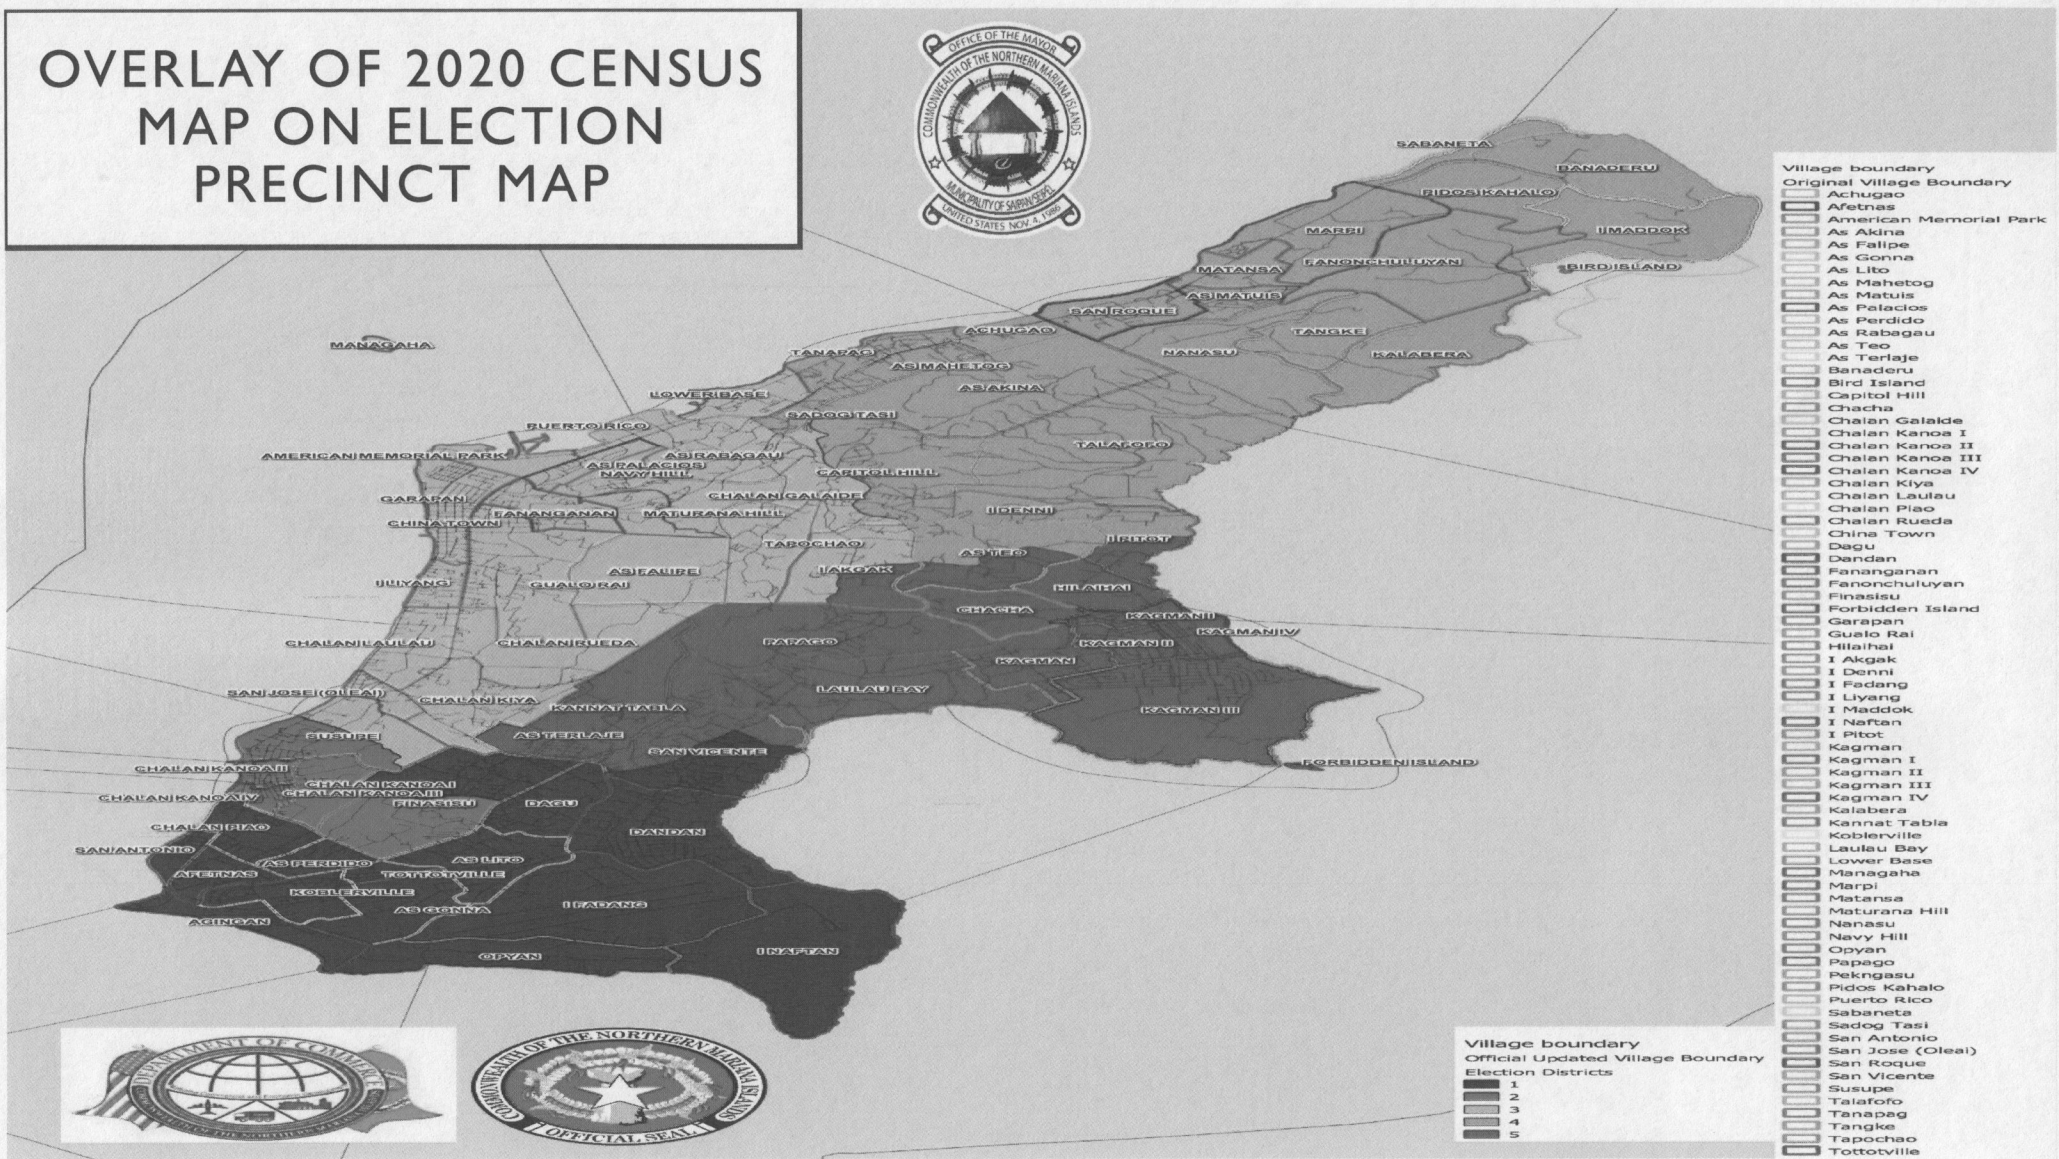 OVERLAY OF 2020 CENSUS
MAP ON ELECTION
PRECINCT MAP
OFFICE OF THE MAYOR
COMMONWEALTH OF THE NORTHERN MARIANA ISLANDS
MUNICIPALITY OF SAIPAN/SEIPÉL
UNITED STATES NOV. 4, 1986
SABANETA
BANADERU
PIDOS KAHALO
MARPI
I MADDOK
FANONCHULUYAN
MATANSA
BIRD ISLAND
AS MATUIS
SAN ROQUE
ACHUGAO
TANGKE
MANAGAHA
TANAPAG
NANASU
KALABERA
AS MAHETOG
AS AKINA
LOWER BASE
SADOG TASI
PUERTO RICO
TALAFOFO
AMERICAN MEMORIAL PARK
AS RABAGAU
AS PALACIOS
NAVY HILL
CAPITOL HILL
GARAPAN
CHALAN GALAIDE
I DENNI
FANANGANAN
MATURANA HILL
CHINA TOWN
I PITOT
TAPOCHAO
AS TEO
AS FALIPE
I AKGAK
I LIYANG
GUALO RAI
HILAIHAI
CHACHA
KAGMAN I
KAGMAN IV
CHALAN LAULAU
CHALAN RUEDA
PAPAGO
KAGMAN II
KAGMAN
SAN JOSE (OLEAI)
LAULAU BAY
CHALAN KIYA
KANNAT TABLA
KAGMAN III
SUSUPE
AS TERLAJE
SAN VICENTE
FORBIDDEN ISLAND
CHALAN KANOA II
CHALAN KANOA I
CHALAN KANOA III
CHALAN KANOA IV
FINASISU
DAGU
CHALAN PIAO
DANDAN
SAN ANTONIO
AS PERDIDO
AS LITO
AFETNAS
TOTTOTVILLE
KOBLERVILLE
I FADANG
AS GONNA
AGINGAN
I NAFTAN
OPYAN
DEPARTMENT OF COMMERCE
COMMONWEALTH OF THE NORTHERN MARIANA ISLANDS
OFFICIAL SEAL
Village boundary
Official Updated Village Boundary
Election Districts
1
2
3
4
5
Village boundary
Original Village Boundary
Achugao
Afetnas
American Memorial Park
As Akina
As Falipe
As Gonna
As Lito
As Mahetog
As Matuis
As Palacios
As Perdido
As Rabagau
As Teo
As Terlaje
Banaderu
Bird Island
Capitol Hill
Chacha
Chalan Galaide
Chalan Kanoa I
Chalan Kanoa II
Chalan Kanoa III
Chalan Kanoa IV
Chalan Kiya
Chalan Laulau
Chalan Piao
Chalan Rueda
China Town
Dagu
Dandan
Fananganan
Fanonchuluyan
Finasisu
Forbidden Island
Garapan
Gualo Rai
Hilaihai
I Akgak
I Denni
I Fadang
I Liyang
I Maddok
I Naftan
I Pitot
Kagman
Kagman I
Kagman II
Kagman III
Kagman IV
Kalabera
Kannat Tabla
Koblerville
Laulau Bay
Lower Base
Managaha
Marpi
Matansa
Maturana Hill
Nanasu
Navy Hill
Opyan
Papago
Pekngasu
Pidos Kahalo
Puerto Rico
Sabaneta
Sadog Tasi
San Antonio
San Jose (Oleai)
San Roque
San Vicente
Susupe
Talafofo
Tanapag
Tangke
Tapochao
Tottotville